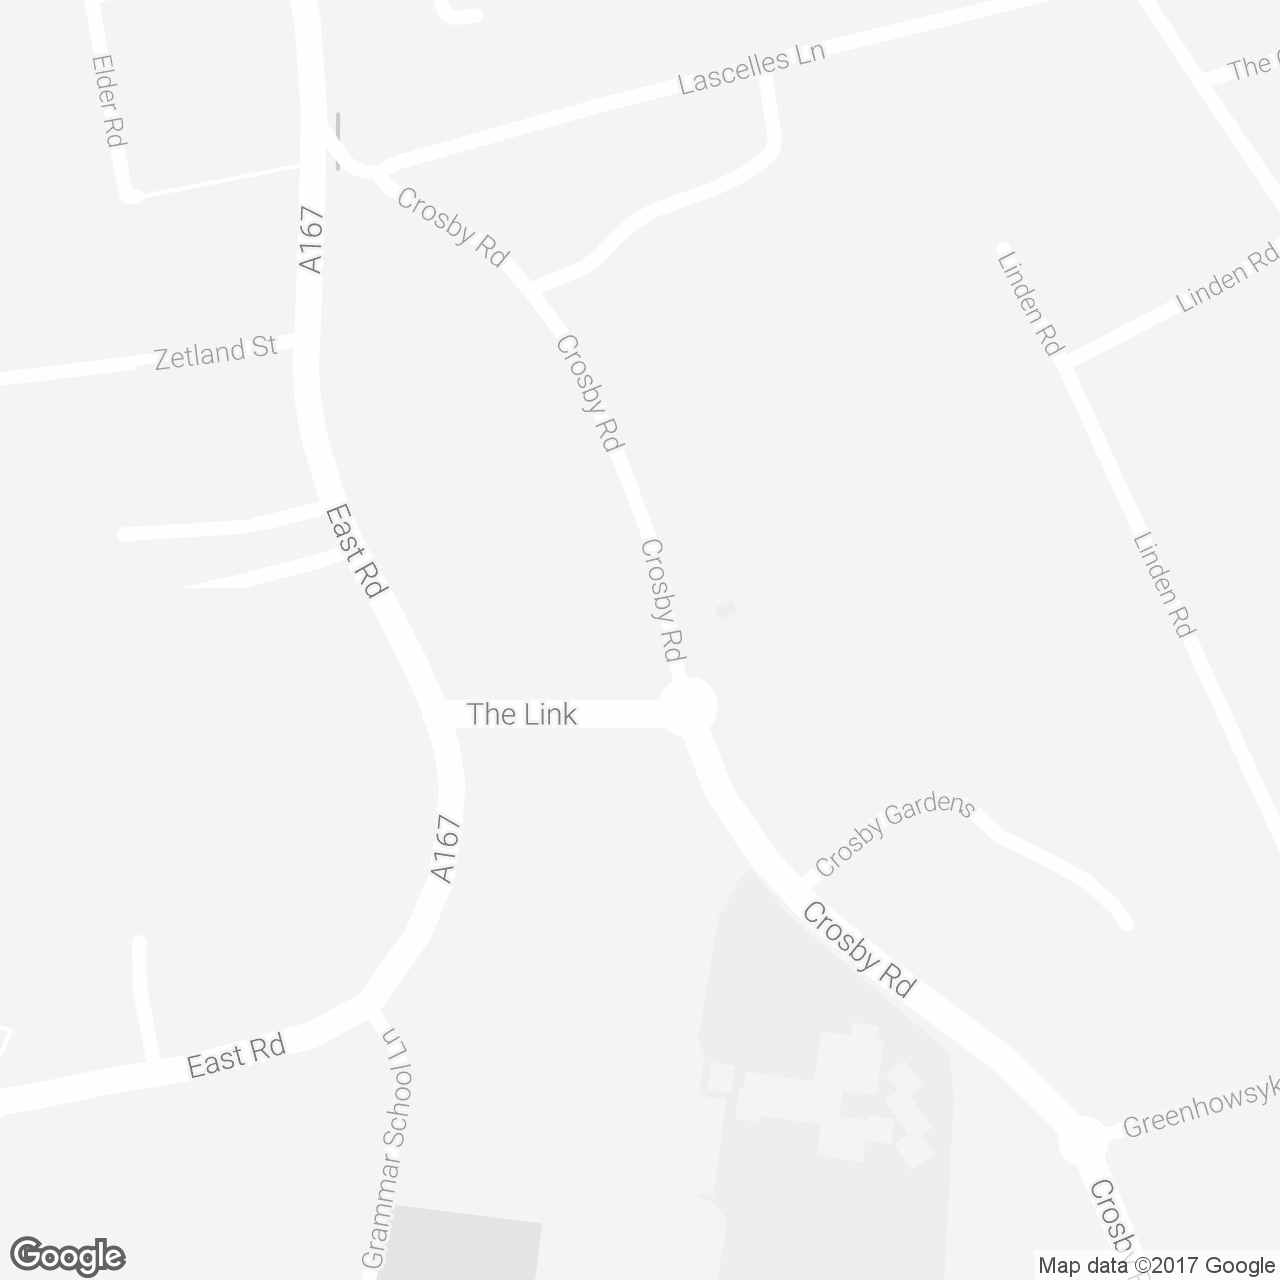 Lascelles Ln
The
Elder Rd
Crosby Rd
A167
Linden Rd
Linden Rd
Zetland St
Crosby Rd
East Rd
Crosby Rd
Linden Rd
The Link
Crosby Gardens
A167
Crosby Rd
East Rd
Grammar School Ln
Greenhowsyk
Crosby
Google
Map data ©2017 Google